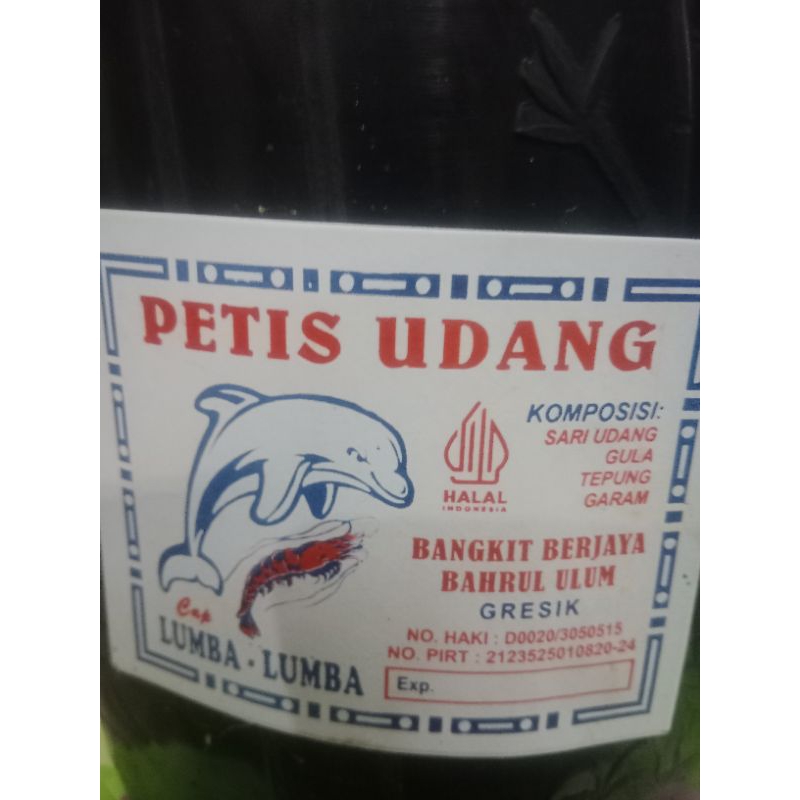 PETIS UDANG
KOMPOSISI:
SARI UDANG
GULA
TEPUNG
GARAM
HALAL
INDONESIA
BANGKIT BERJAYA
BAHRUL ULUM
GRESIK
NO. HAKI : D0020/3050515
NO. PIRT : 2123525010820-24
Exp.
Cap
LUMBA - LUMBA